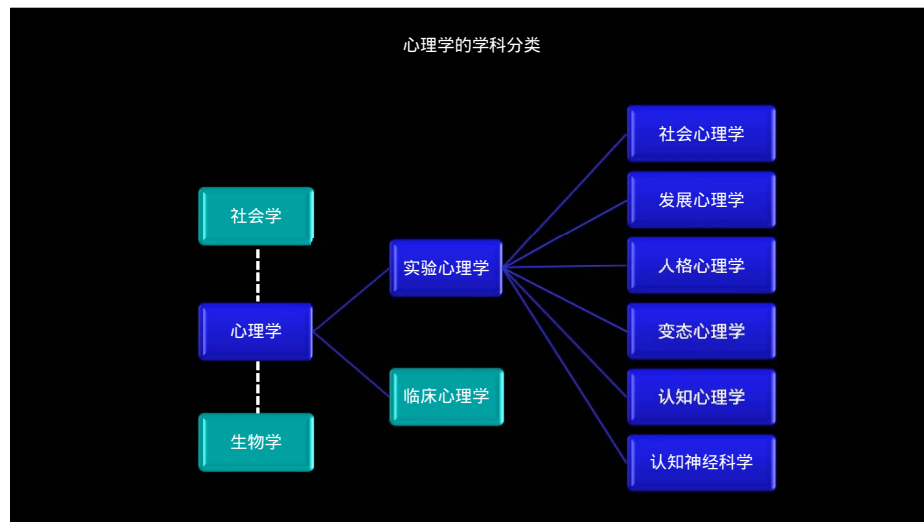 心理学的学科分类
社会学
心理学
生物学
实验心理学
临床心理学
社会心理学
发展心理学
人格心理学
变态心理学
认知心理学
认知神经科学